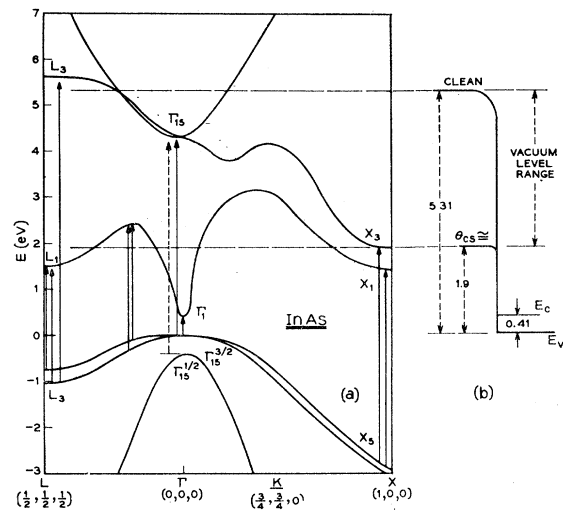 7
6
5
4
3
2
1
0
-1
-2
-3
E (eV)
L3
L1
L3
Γ15
Γ1
Γ15^1/2
Γ15^3/2
InAs
X3
X1
X5
(a)
L
(1/2, 1/2, 1/2)
Γ
(0,0,0)
K
(3/4, 3/4, 0)
X
(1,0,0)
CLEAN
VACUUM
LEVEL
RANGE
5.31
θCS ≅
1.9
EC
0.41
EV
(b)